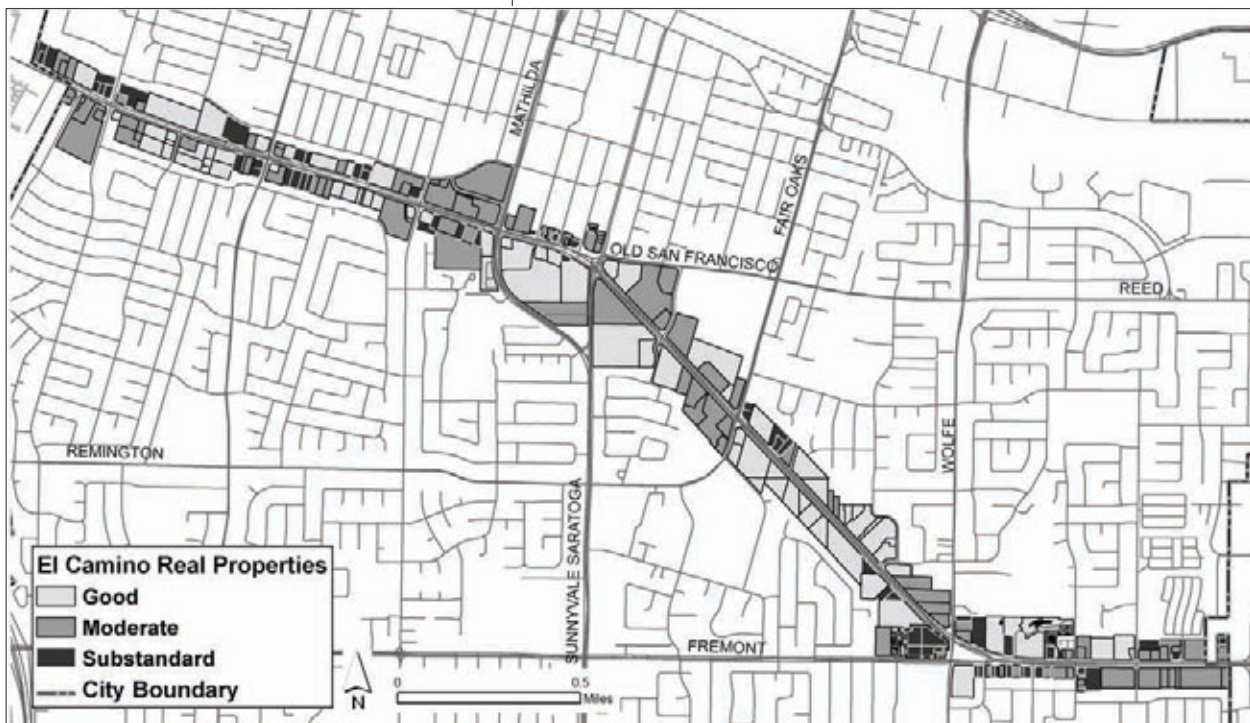 MATHILDA
FAIR OAKS
OLD SAN FRANCISCO
REED
REMINGTON
WOLFE
SUNNYVALE SARATOGA
FREMONT
El Camino Real Properties
Good
Moderate
Substandard
City Boundary
N
0 0.5
Miles